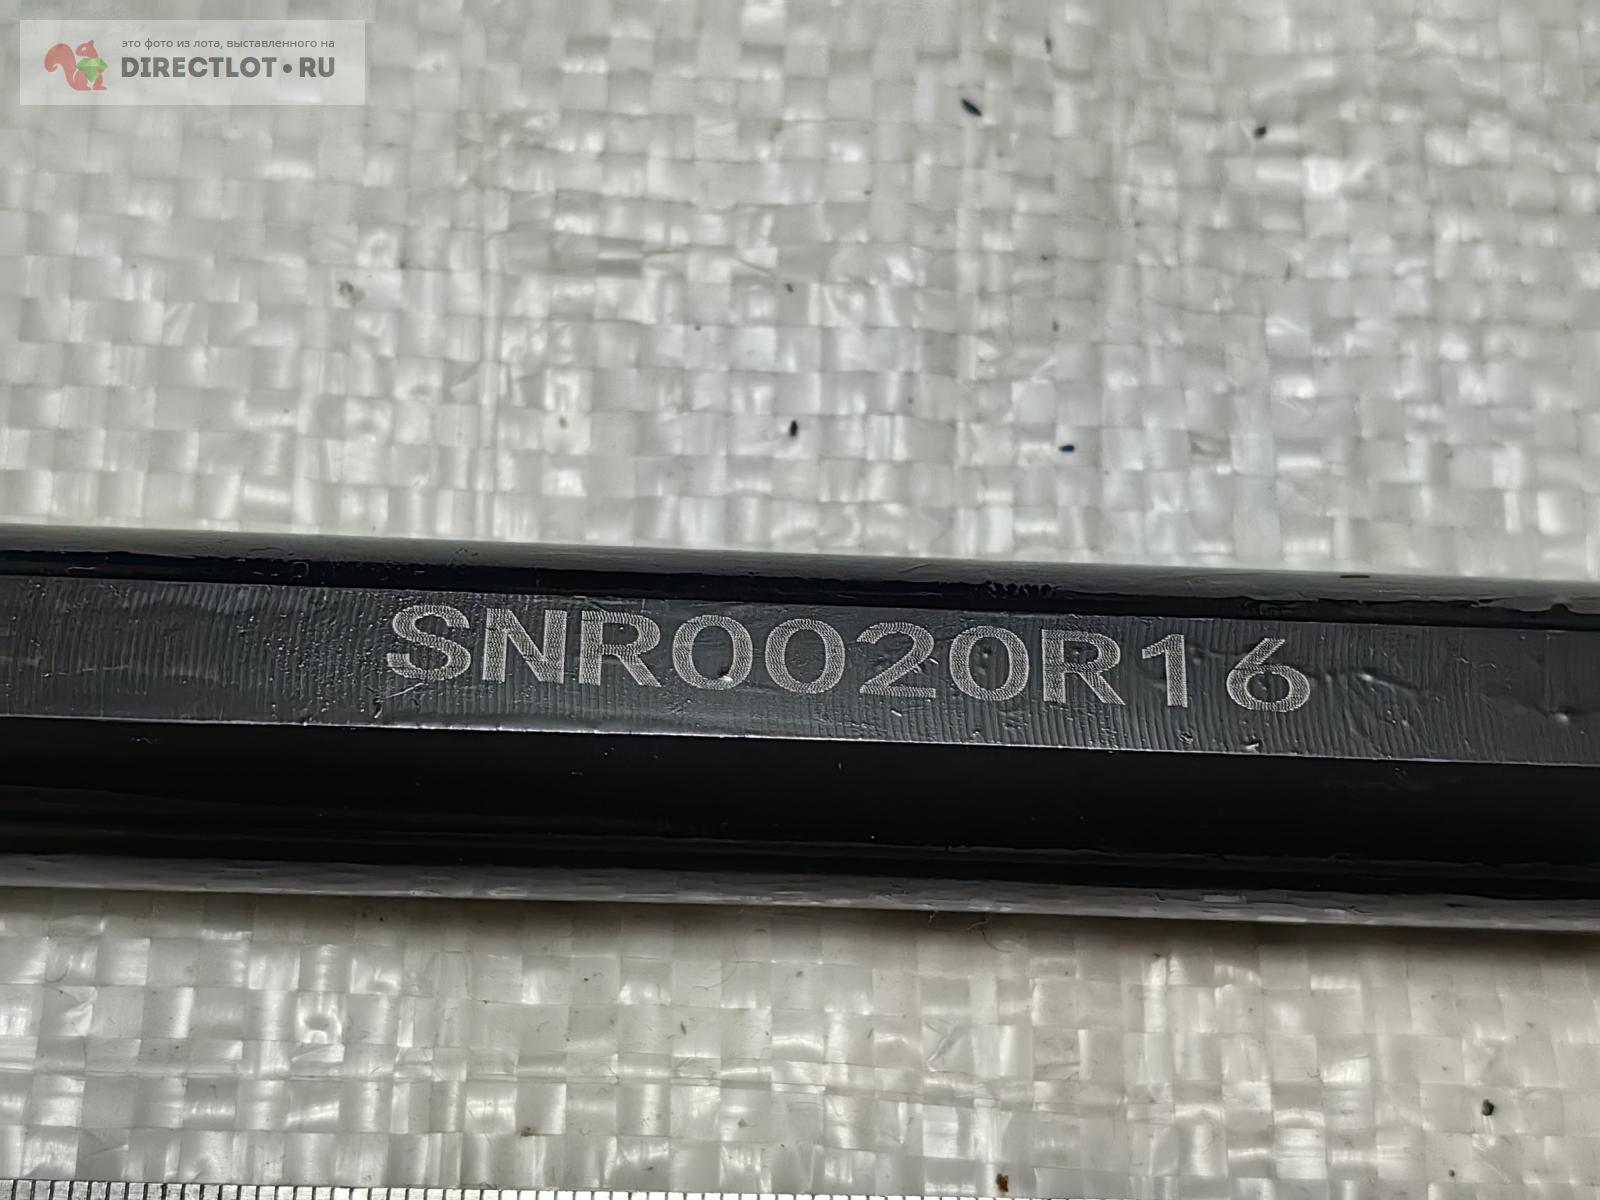 это фото из лота, выставленного на
DIRECTLOT•RU
SNR0020R16